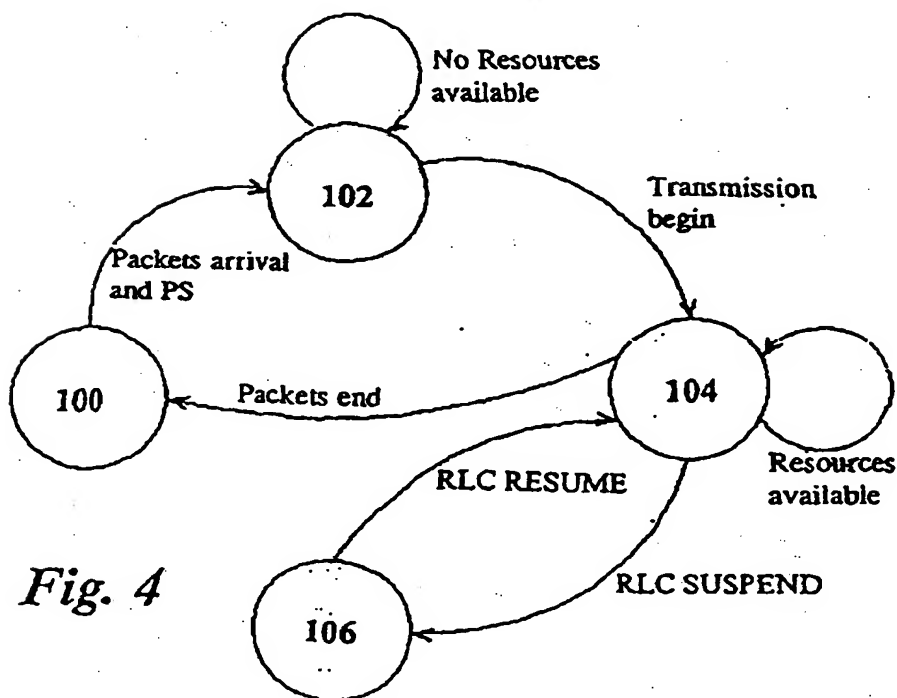 No Resources
available
102
Transmission
begin
Packets arrival
and PS
100
104
Packets end
Resources
available
RLC RESUME
RLC SUSPEND
106
Fig. 4